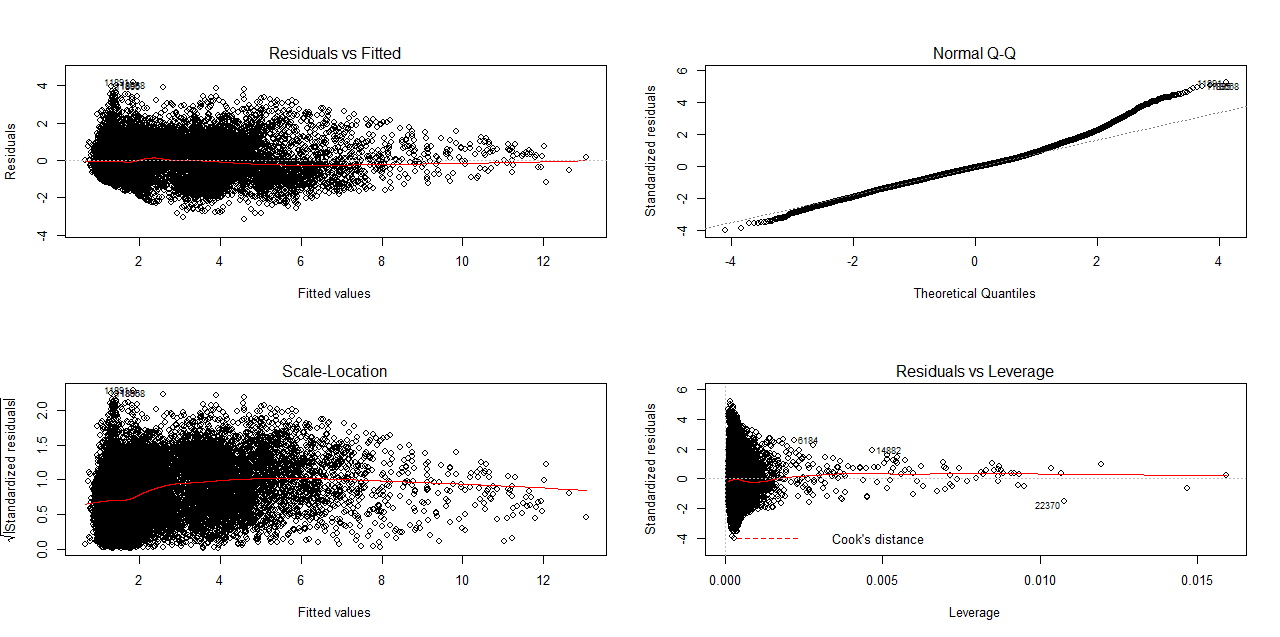 Residuals vs Fitted
Residuals
4
2
0
-2
-4
2 4 6 8 10 12
Fitted values
Normal Q-Q
Standardized residuals
6
4
2
0
-2
-4
-4 -2 0 2 4
Theoretical Quantiles
Scale-Location
√|Standardized residuals|
2.0
1.5
1.0
0.5
0.0
2 4 6 8 10 12
Fitted values
Residuals vs Leverage
Standardized residuals
6
4
2
0
-2
-4
6184
14882
22370
Cook's distance
0.000 0.005 0.010 0.015
Leverage